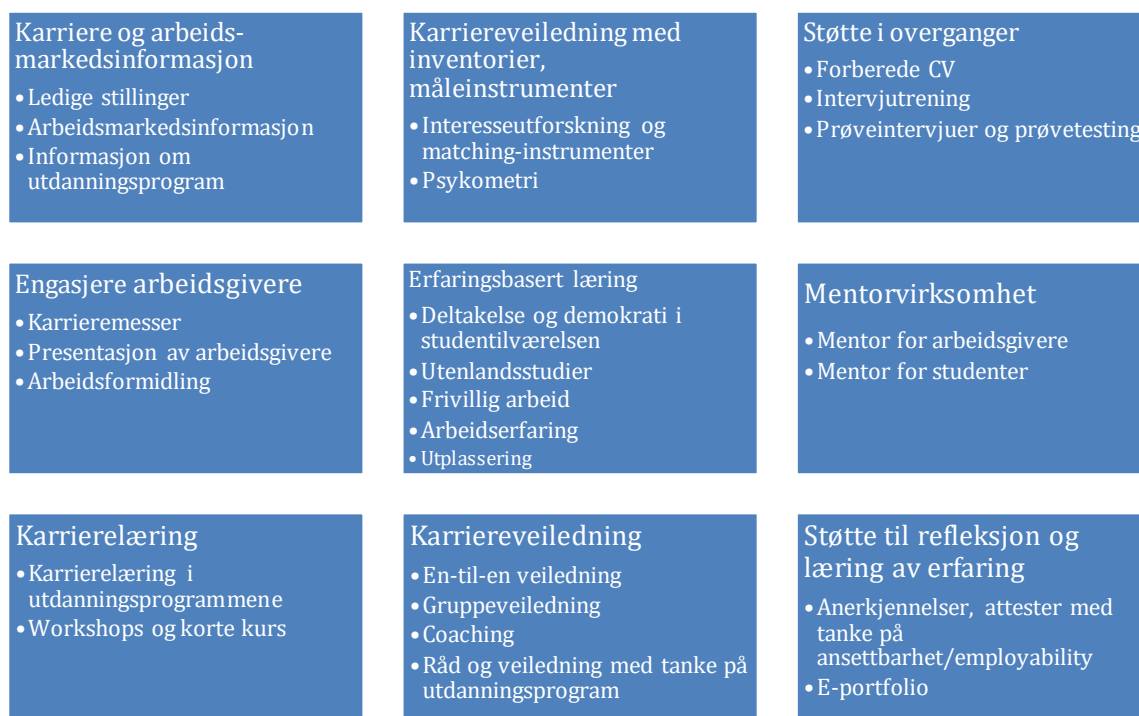 Karriere og arbeids-
markedsinformasjon
• Ledige stillinger
• Arbeidsmarkedsinformasjon
• Informasjon om
utdanningsprogram
Karriereveiledning med
inventorier,
måleinstrumenter
• Interesseutforskning og
matching-instrumenter
• Psykometri
Støtte i overganger
• Forberede CV
• Intervjutrening
• Prøveintervjuer og prøvetesting
Engasjere arbeidsgivere
• Karrieremesser
• Presentasjon av arbeidsgivere
• Arbeidsformidling
Erfaringsbasert læring
• Deltakelse og demokrati i
studentilværelsen
• Utenlandsstudier
• Frivillig arbeid
• Arbeidserfaring
• Utplassering
Mentorvirksomhet
• Mentor for arbeidsgivere
• Mentor for studenter
Karrierelæring
• Karrierelæring i
utdanningsprogrammene
• Workshops og korte kurs
Karriereveiledning
• En-til-en veiledning
• Gruppeveiledning
• Coaching
• Råd og veiledning med tanke på
utdanningsprogram
Støtte til refleksjon og
læring av erfaring
• Anerkjennelser, attester med
tanke på
ansettbarhet/employability
• E-portfolio